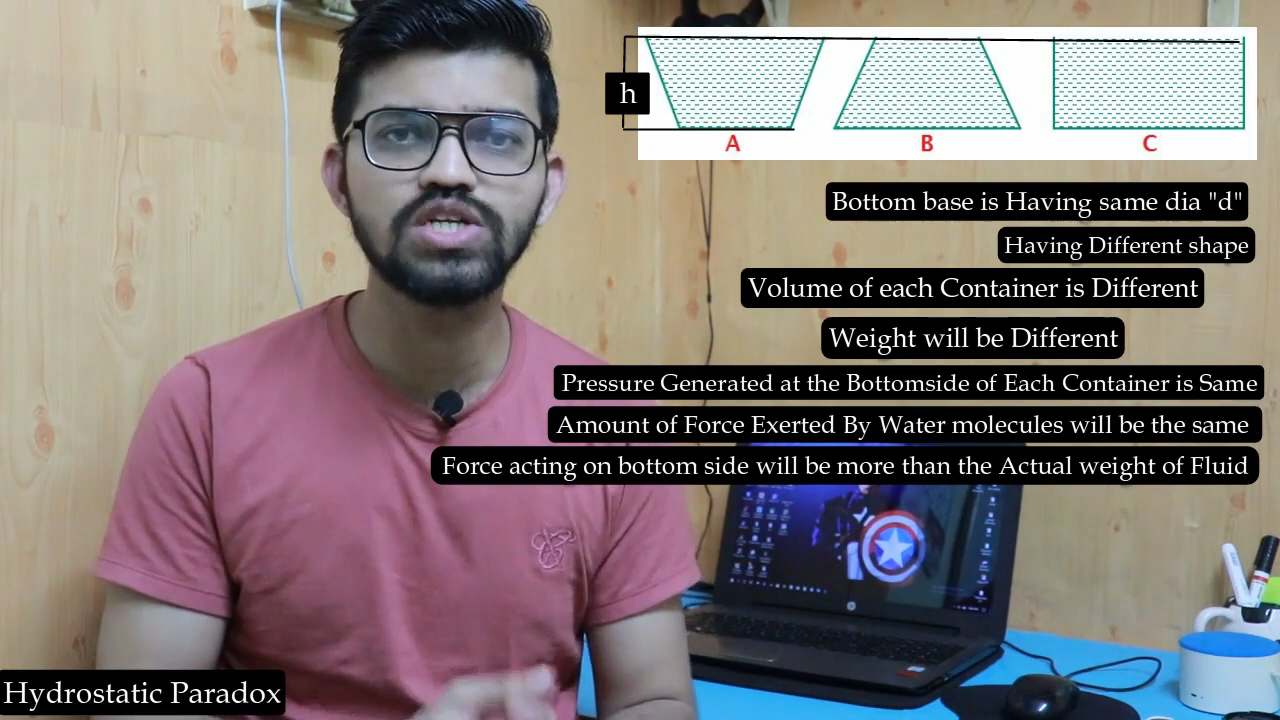 h
A B C
Bottom base is Having same dia "d"
Having Different shape
Volume of each Container is Different
Weight will be Different
Pressure Generated at the Bottomside of Each Container is Same
Amount of Force Exerted By Water molecules will be the same
Force acting on bottom side will be more than the Actual weight of Fluid
Hydrostatic Paradox